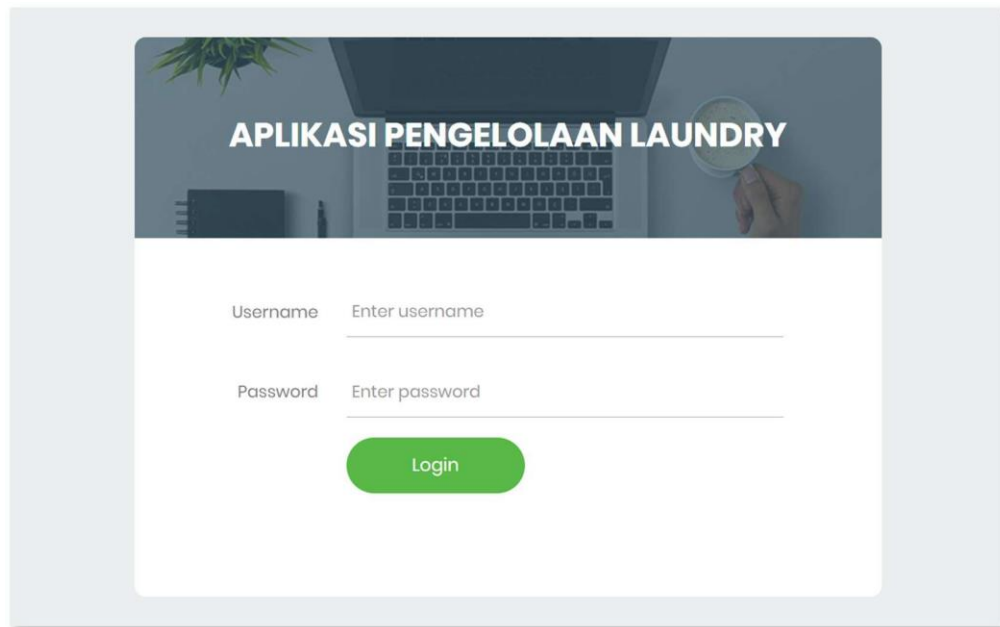 APLIKASI PENGELOLAAN LAUNDRY
Username Enter username
Password Enter password
Login